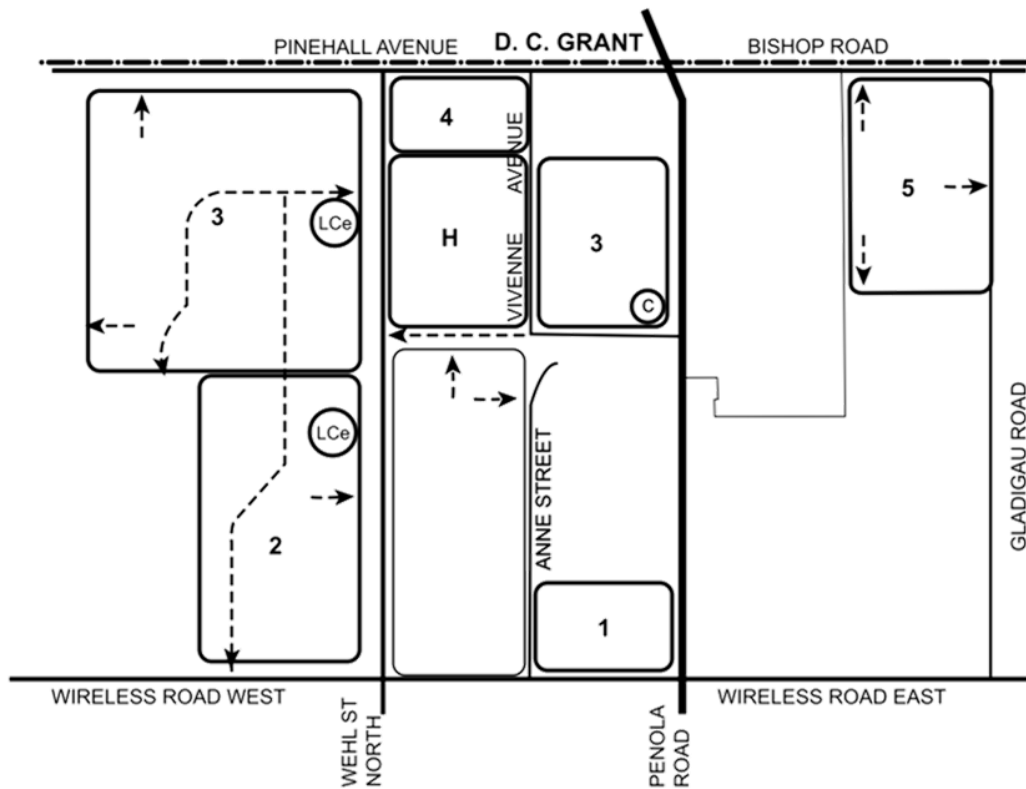 PINEHALL AVENUE
D. C. GRANT
BISHOP ROAD
4
AVENUE
VIVENNE
3
LCe
H
3
5
C
LCe
2
ANNE STREET
1
GLADIGAU ROAD
WIRELESS ROAD WEST
WIRELESS ROAD EAST
WEHL ST
NORTH
PENOLA
ROAD